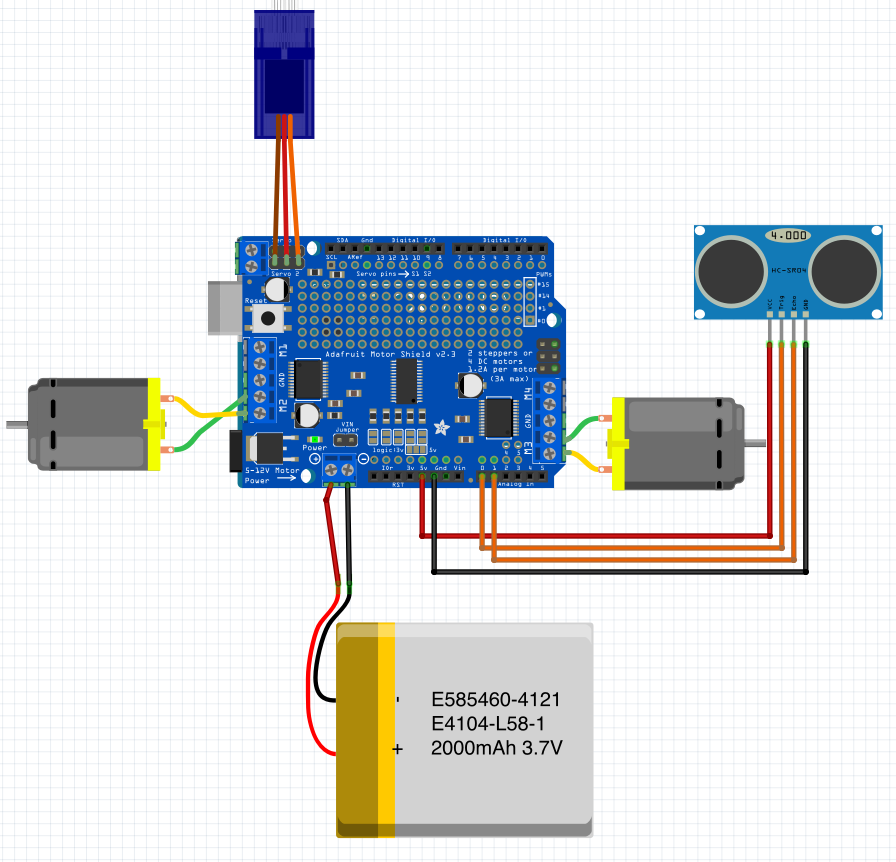 Servo 2
Reset
SDA
Gnd
Digital I/O
Digital I/O
SCL
ARef
13 12 11 10 9 8
7 6 5 4 3 2 1 0
Servo pins → S1 S2
PWMs
#15
#14
#1
#0
Adafruit Motor Shield v2.3
2 steppers or
4 DC motors
1.2A per motor
(3A max)
M1
GND
M2
M4
GND
M3
VIN
Jumper
Power
logic
3v
5v
5-12V Motor
Power →
IOr
3v
5v
Gnd
Vin
0 1 2 3 4 5
RST
Analog In
4.000
HC-SR04
VCC
Trig
Echo
GND
- E585460-4121
E4104-L58-1
+ 2000mAh 3.7V